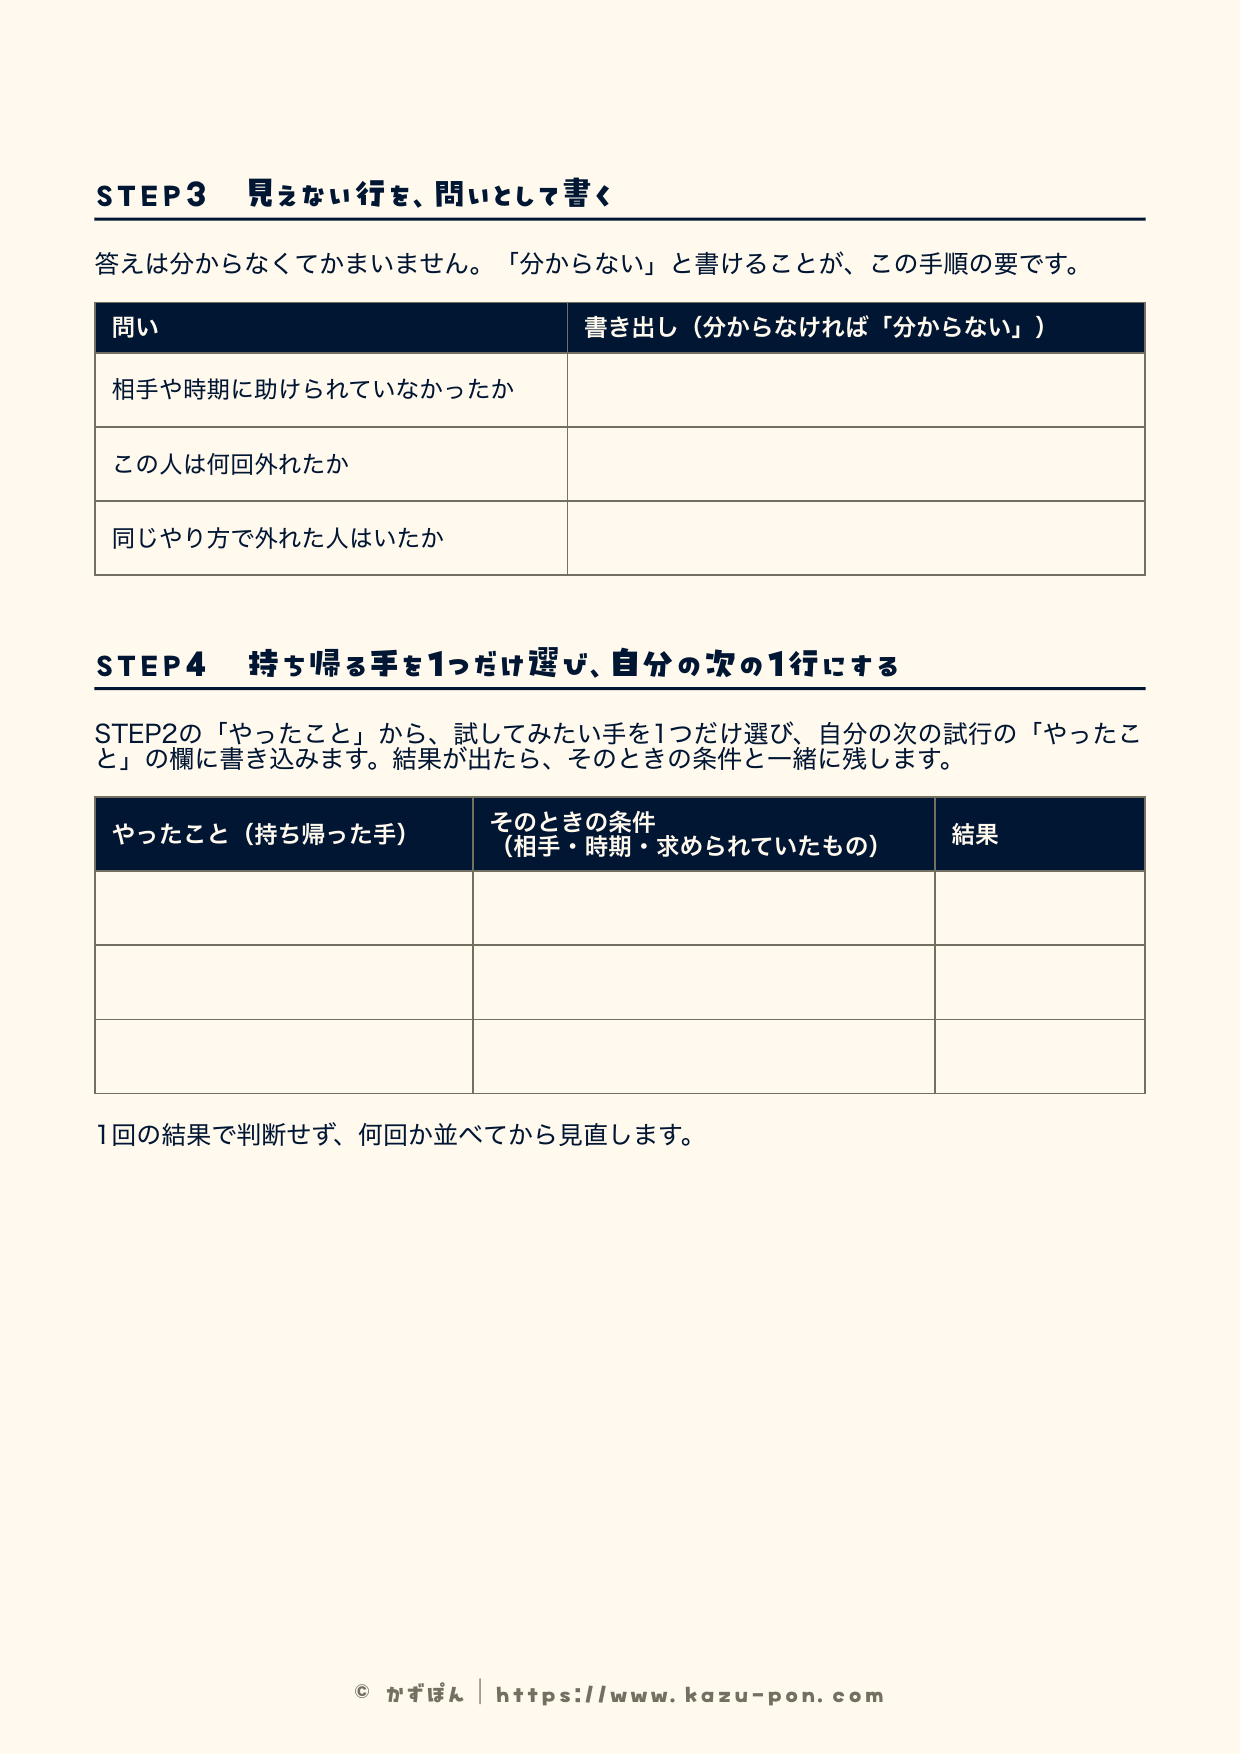 STEP3　見えない行を、問いとして書く
答えは分からなくてかまいません。「分からない」と書けることが、この手順の要です。
問い　書き出し（分からなければ「分からない」）
相手や時期に助けられていなかったか
この人は何回外れたか
同じやり方で外れた人はいたか
STEP4　持ち帰る手を1つだけ選び、自分の次の1行にする
STEP2の「やったこと」から、試してみたい手を1つだけ選び、自分の次の試行の「やったこ
と」の欄に書き込みます。結果が出たら、そのときの条件と一緒に残します。
やったこと（持ち帰った手）
そのときの条件
（相手・時期・求められていたもの）
結果
1回の結果で判断せず、何回か並べてから見直します。
© かずぽん｜https://www.kazu-pon.com